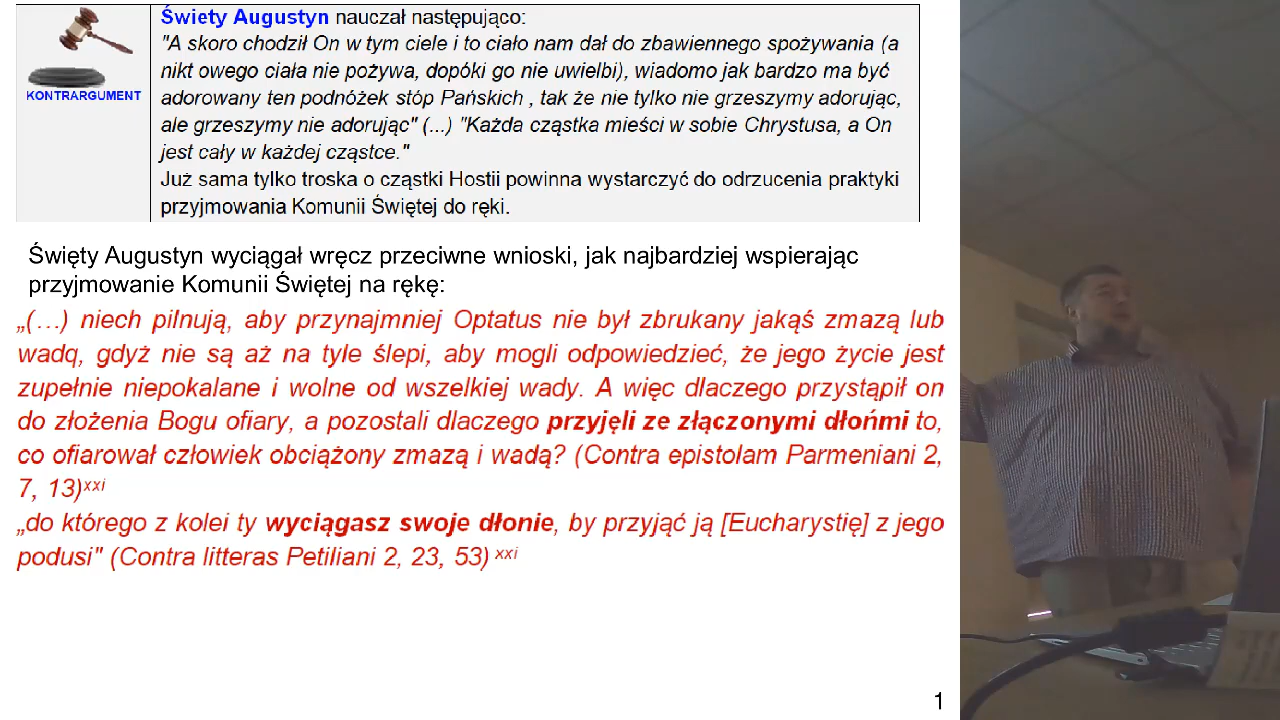 Świety Augustyn nauczał następująco:
"A skoro chodził On w tym ciele i to ciało nam dał do zbawiennego spożywania (a
nikt owego ciała nie pożywa, dopóki go nie uwielbi), wiadomo jak bardzo ma być
adorowany ten podnóżek stóp Pańskich , tak że nie tylko nie grzeszymy adorując,
ale grzeszymy nie adorując" (...) "Każda cząstka mieści w sobie Chrystusa, a On
jest cały w każdej cząstce."
Już sama tylko troska o cząstki Hostii powinna wystarczyć do odrzucenia praktyki
przyjmowania Komunii Świętej do ręki.
KONTRARGUMENT
Święty Augustyn wyciągał wręcz przeciwne wnioski, jak najbardziej wspierając
przyjmowanie Komunii Świętej na rękę:
„(…) niech pilnują, aby przynajmniej Optatus nie był zbrukany jakąś zmazą lub
wadq, gdyż nie są aż na tyle ślepi, aby mogli odpowiedzieć, że jego życie jest
zupełnie niepokalane i wolne od wszelkiej wady. A więc dlaczego przystąpił on
do złożenia Bogu ofiary, a pozostali dlaczego przyjęli ze złączonymi dłońmi to,
co ofiarował człowiek obciążony zmazą i wadą? (Contra epistolam Parmeniani 2,
7, 13)xxi
„do którego z kolei ty wyciągasz swoje dłonie, by przyjąć ją [Eucharystię] z jego
podusi" (Contra litteras Petiliani 2, 23, 53) xxi
1